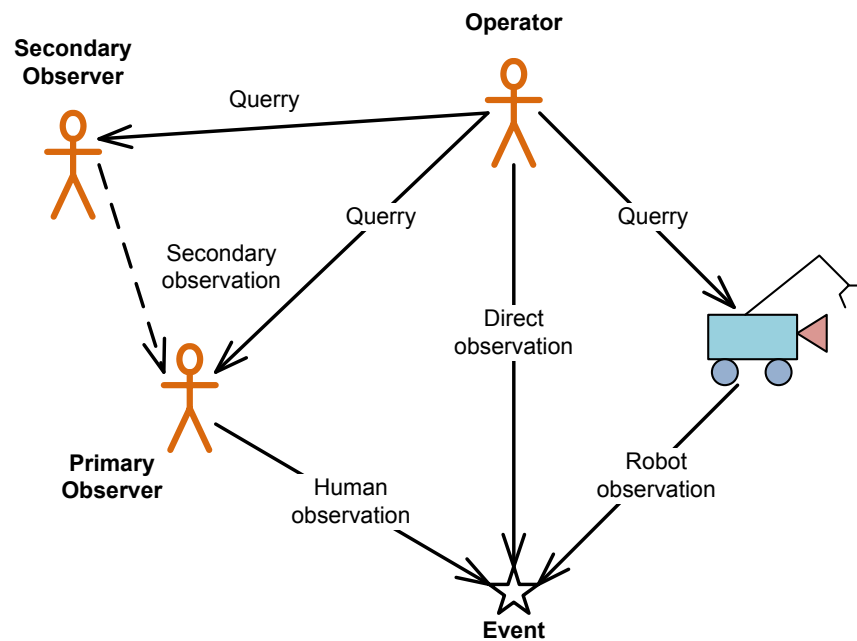 Operator
Secondary
Observer
Querry
Querry
Querry
Secondary
observation
Direct
observation
Primary
Observer
Human
observation
Robot
observation
Event